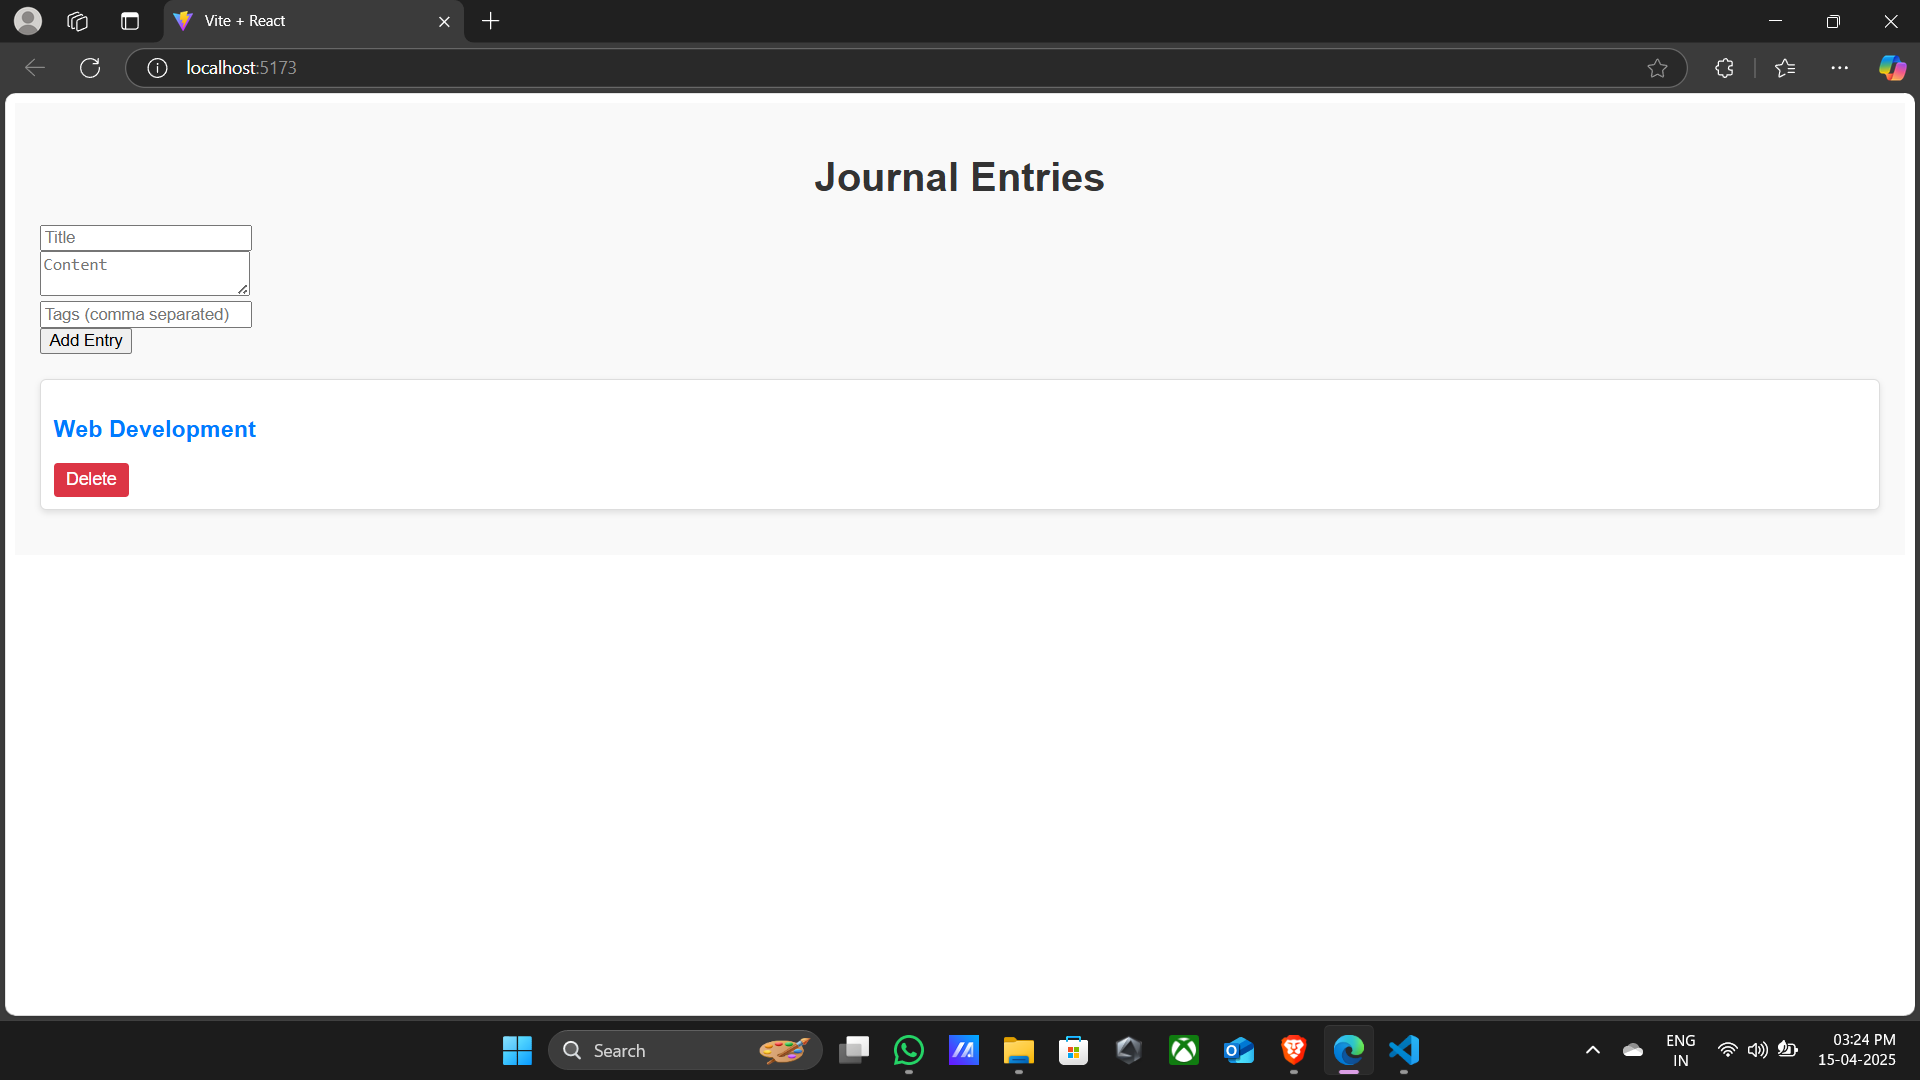 Vite + React
localhost:5173
Journal Entries
Title
Content
Tags (comma separated)
Add Entry
Web Development
Delete
Search
ENG
IN
03:24 PM
15-04-2025